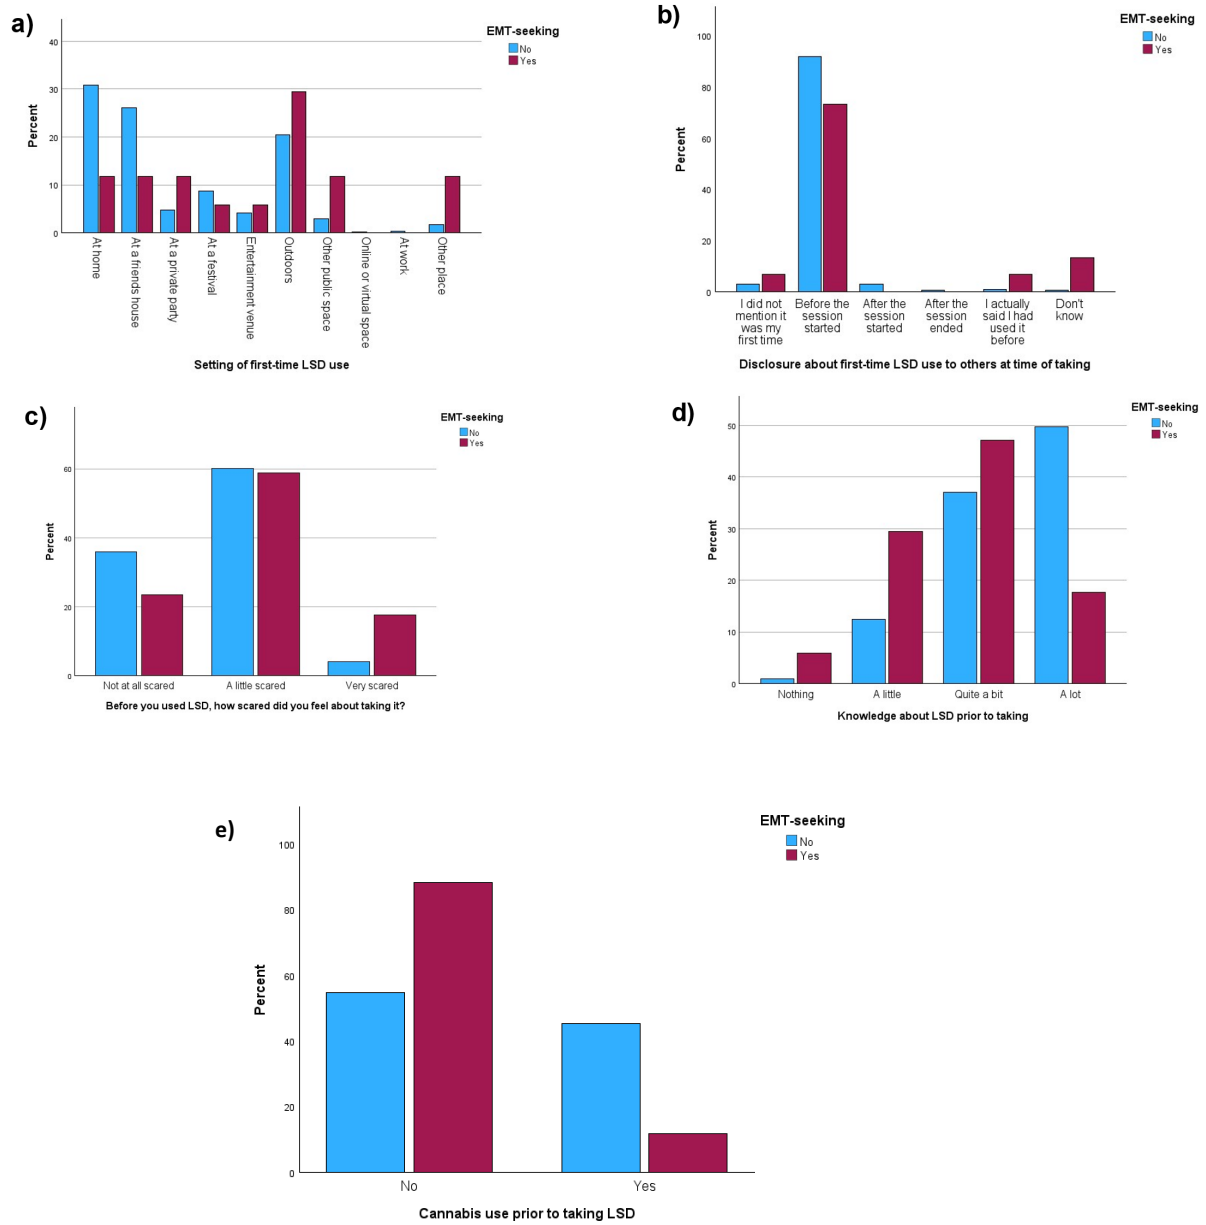 a)
EMT-seeking
No
Yes
40
30
20
10
0
Percent
At home
At a friends house
At a private party
At a festival
Entertainment venue
Outdoors
Other public space
Online or virtual space
At work
Other place
Setting of first-time LSD use
b)
EMT-seeking
No
Yes
100
80
60
40
20
0
Percent
I did not
mention it
was my
first time
Before the
session
started
After the
session
started
After the
session
ended
I actually
said I had
used it
before
Don't
know
Disclosure about first-time LSD use to others at time of taking
c)
EMT-seeking
No
Yes
60
40
20
0
Percent
Not at all scared
A little scared
Very scared
Before you used LSD, how scared did you feel about taking it?
d)
EMT-seeking
No
Yes
50
40
30
20
10
0
Percent
Nothing
A little
Quite a bit
A lot
Knowledge about LSD prior to taking
e)
EMT-seeking
No
Yes
100
80
60
40
20
0
Percent
No
Yes
Cannabis use prior to taking LSD